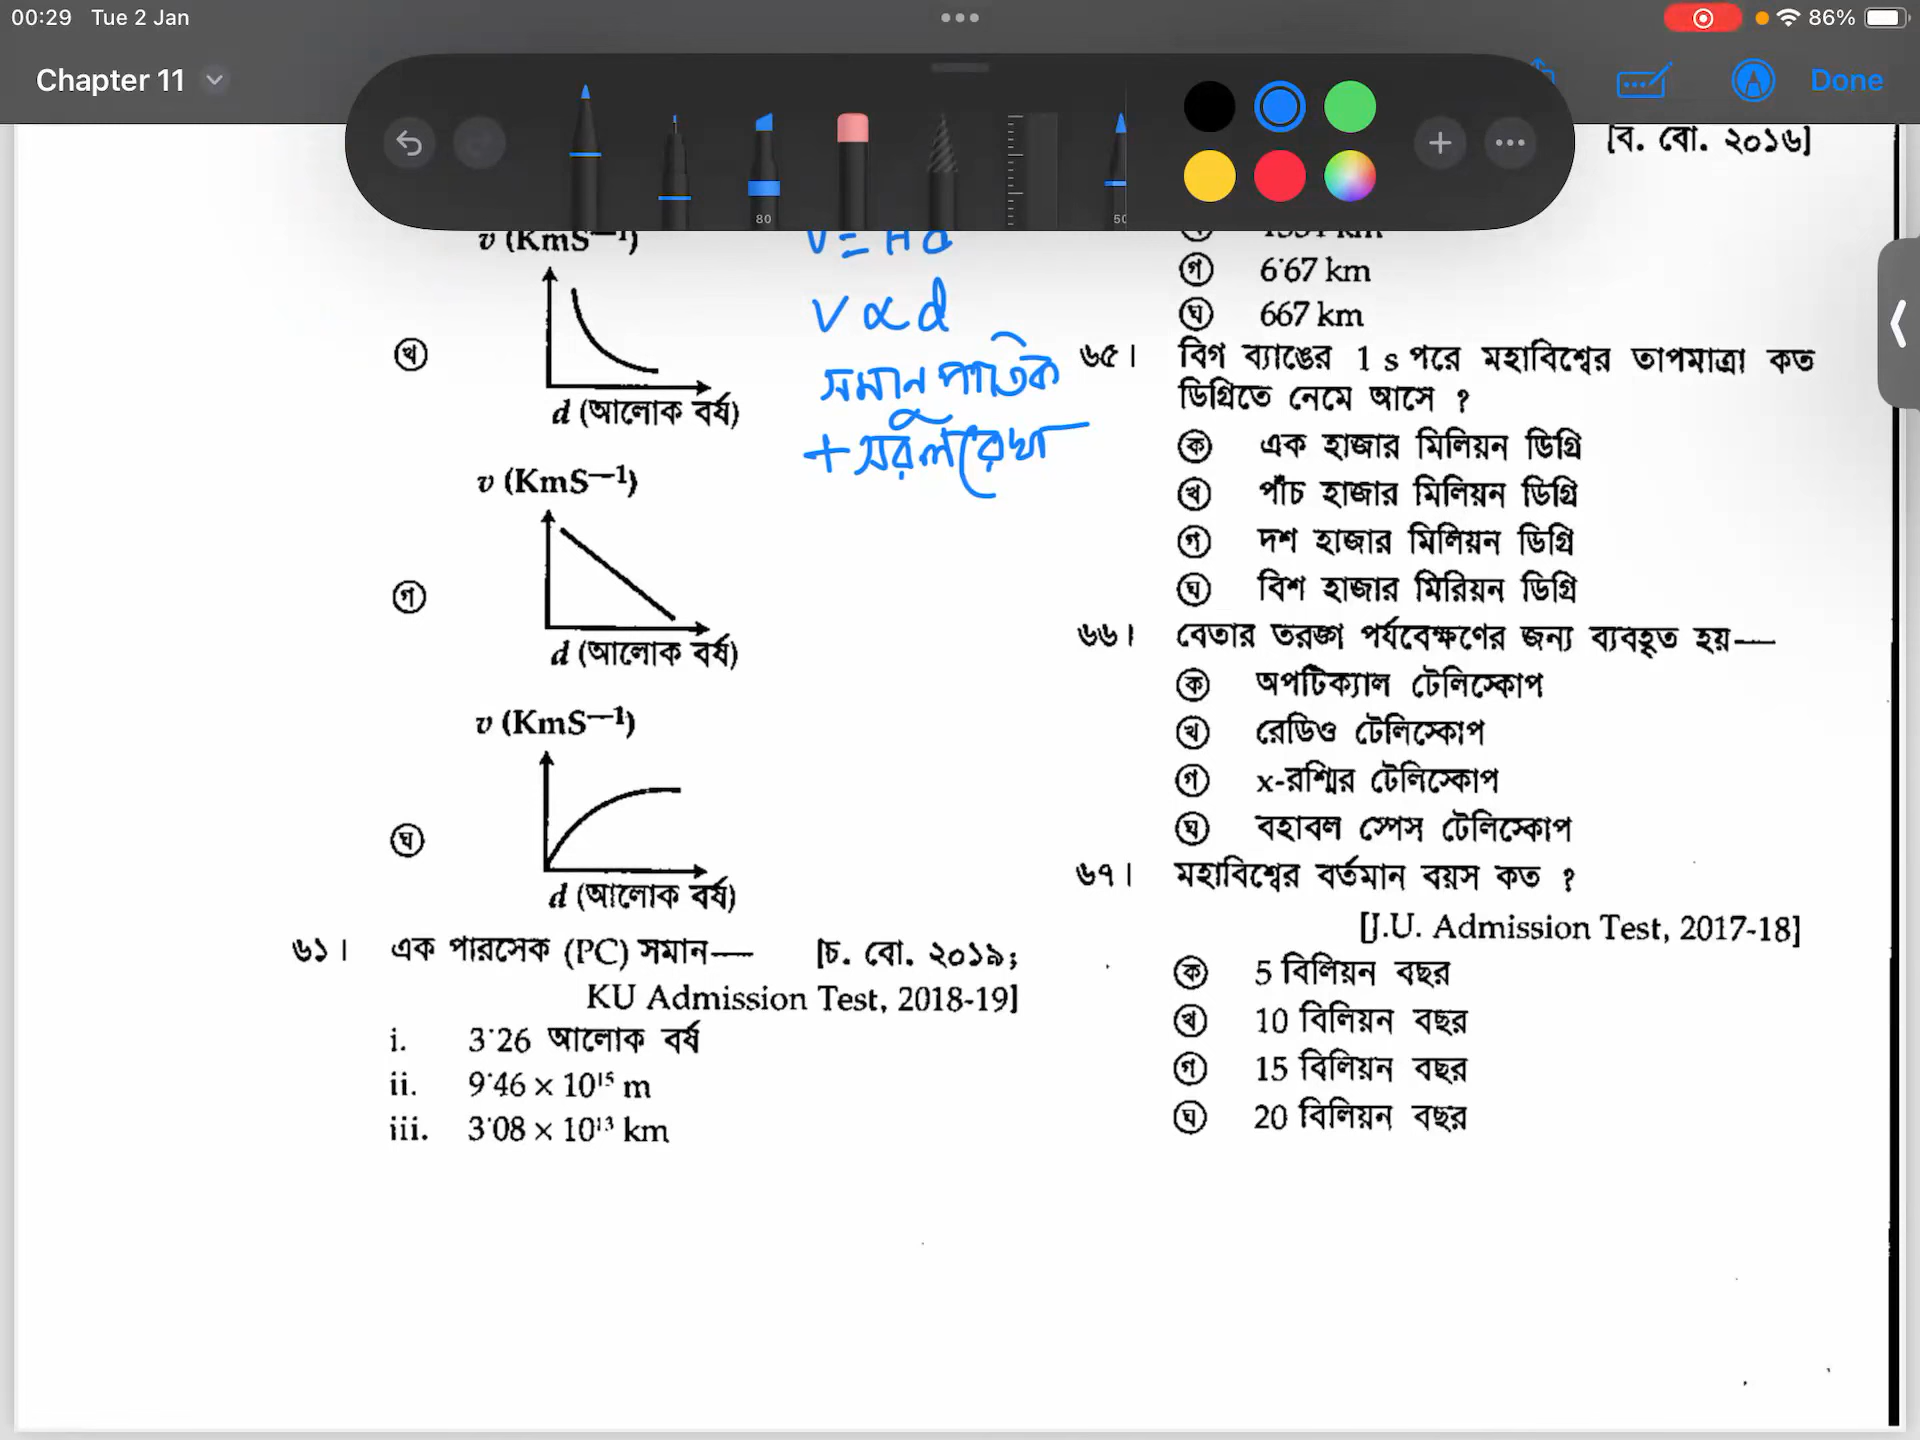 00:29 Tue 2 Jan
86%
Chapter 11
Done
80
50
[ব. বো. ২০১৬]
v (KmS—1)
খ
d (আলোক বর্ষ)
v (KmS—1)
গ
d (আলোক বর্ষ)
v (KmS—1)
ঘ
d (আলোক বর্ষ)
v ∝ d
সমানুপাতিক
+ সরলরেখা
৬১। এক পারসেক (PC) সমান— [চ. বো. ২০১৯;
KU Admission Test, 2018-19]
i. 3·26 আলোক বর্ষ
ii. 9·46 × 10¹⁵ m
iii. 3·08 × 10¹³ km
গ 6·67 km
ঘ 667 km
৬৫। বিগ ব্যাঙের 1 s পরে মহাবিশ্বের তাপমাত্রা কত
ডিগ্রিতে নেমে আসে ?
ক এক হাজার মিলিয়ন ডিগ্রি
খ পাঁচ হাজার মিলিয়ন ডিগ্রি
গ দশ হাজার মিলিয়ন ডিগ্রি
ঘ বিশ হাজার মিরিয়ন ডিগ্রি
৬৬। বেতার তরঙ্গ পর্যবেক্ষণের জন্য ব্যবহৃত হয়—
ক অপটিক্যাল টেলিস্কোপ
খ রেডিও টেলিস্কোপ
গ x-রশ্মির টেলিস্কোপ
ঘ বহাবল স্পেস টেলিস্কোপ
৬৭। মহাবিশ্বের বর্তমান বয়স কত ?
[J.U. Admission Test, 2017-18]
ক 5 বিলিয়ন বছর
খ 10 বিলিয়ন বছর
গ 15 বিলিয়ন বছর
ঘ 20 বিলিয়ন বছর